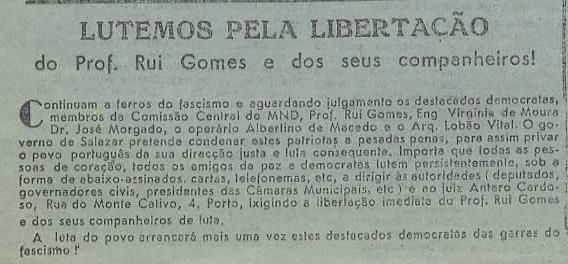 LUTEMOS PELA LIBERTAÇÃO
do Prof. Rui Gomes e dos seus companheiros!
Continuam a ferros do fascismo e aguardando julgamento os destacados democratas,
membros da Comissão Central do MND, Prof. Rui Gomes, Eng Virgínia de Moura
Dr. José Morgado, o operário Albertino de Macedo e o Arq. Lobão Vital. O go-
verno de Salazar pretende condenar estes patriotas a pesadas penas, para assim privar
o povo português da sua direcção justa e luta consequente. Importa que todas as pes-
soas de coração, todos os amigos da paz e democratas lutem persistentemente, sob a
forma de abaixo-assinados, cartas, telefonemas, etc, a dirigir às autoridades ( deputados,
governadores civis, presidentes das Câmaras Municipais, etc ) e ao juiz Antero Cardo-
so, Rua do Monte Cativo, 4, Porto, ixigindo a libertação imediata do Prof. Rui Gomes
e dos seus companheiros de luta.
A luta do povo arrancará mais uma vez estes destacados democratas das garras do
fascismo !